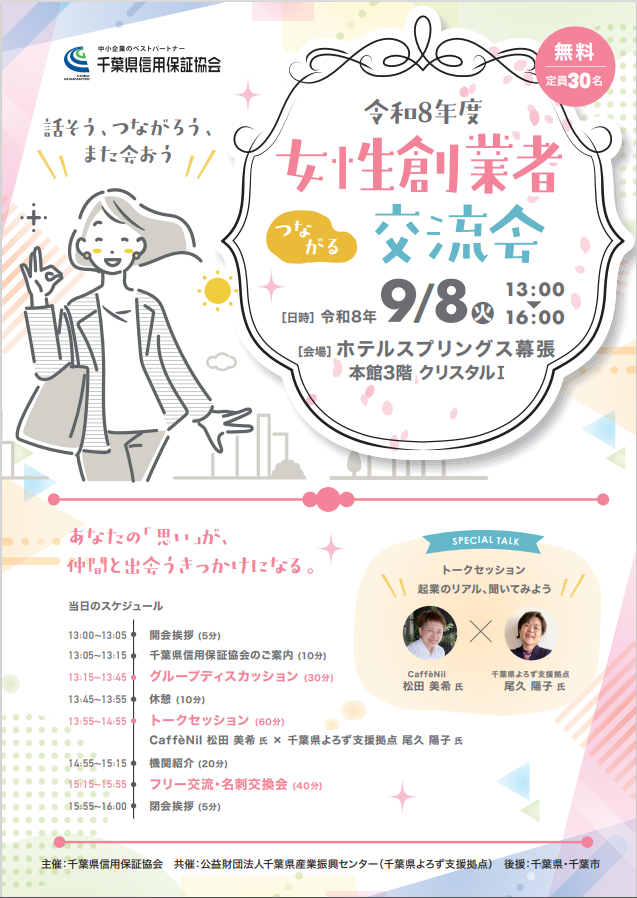 中小企業のベストパートナー
千葉県信用保証協会
CHIBA
GUARANTEE
無料
定員30名
話そう、つながろう、
また会おう
令和8年度
女性創業者
つな
がる
交流会
[日時] 令和8年 9/8 火 13:00
16:00
[会場] ホテルスプリングス幕張
本館3階 クリスタルⅠ
あなたの「思い」が、
仲間と出会うきっかけになる。
SPECIAL TALK
トークセッション
起業のリアル、聞いてみよう
CaffèNil
松田 美希 氏
千葉県よろず支援拠点
尾久 陽子 氏
当日のスケジュール
13:00~13:05 開会挨拶 (5分)
13:05~13:15 千葉県信用保証協会のご案内 (10分)
13:15~13:45 グループディスカッション (30分)
13:45~13:55 休憩 (10分)
13:55~14:55 トークセッション (60分)
CaffèNil 松田 美希 氏 × 千葉県よろず支援拠点 尾久 陽子 氏
14:55~15:15 機関紹介 (20分)
15:15~15:55 フリー交流・名刺交換会 (40分)
15:55~16:00 閉会挨拶 (5分)
主催:千葉県信用保証協会 共催:公益財団法人千葉県産業振興センター(千葉県よろず支援拠点) 後援:千葉県・千葉市